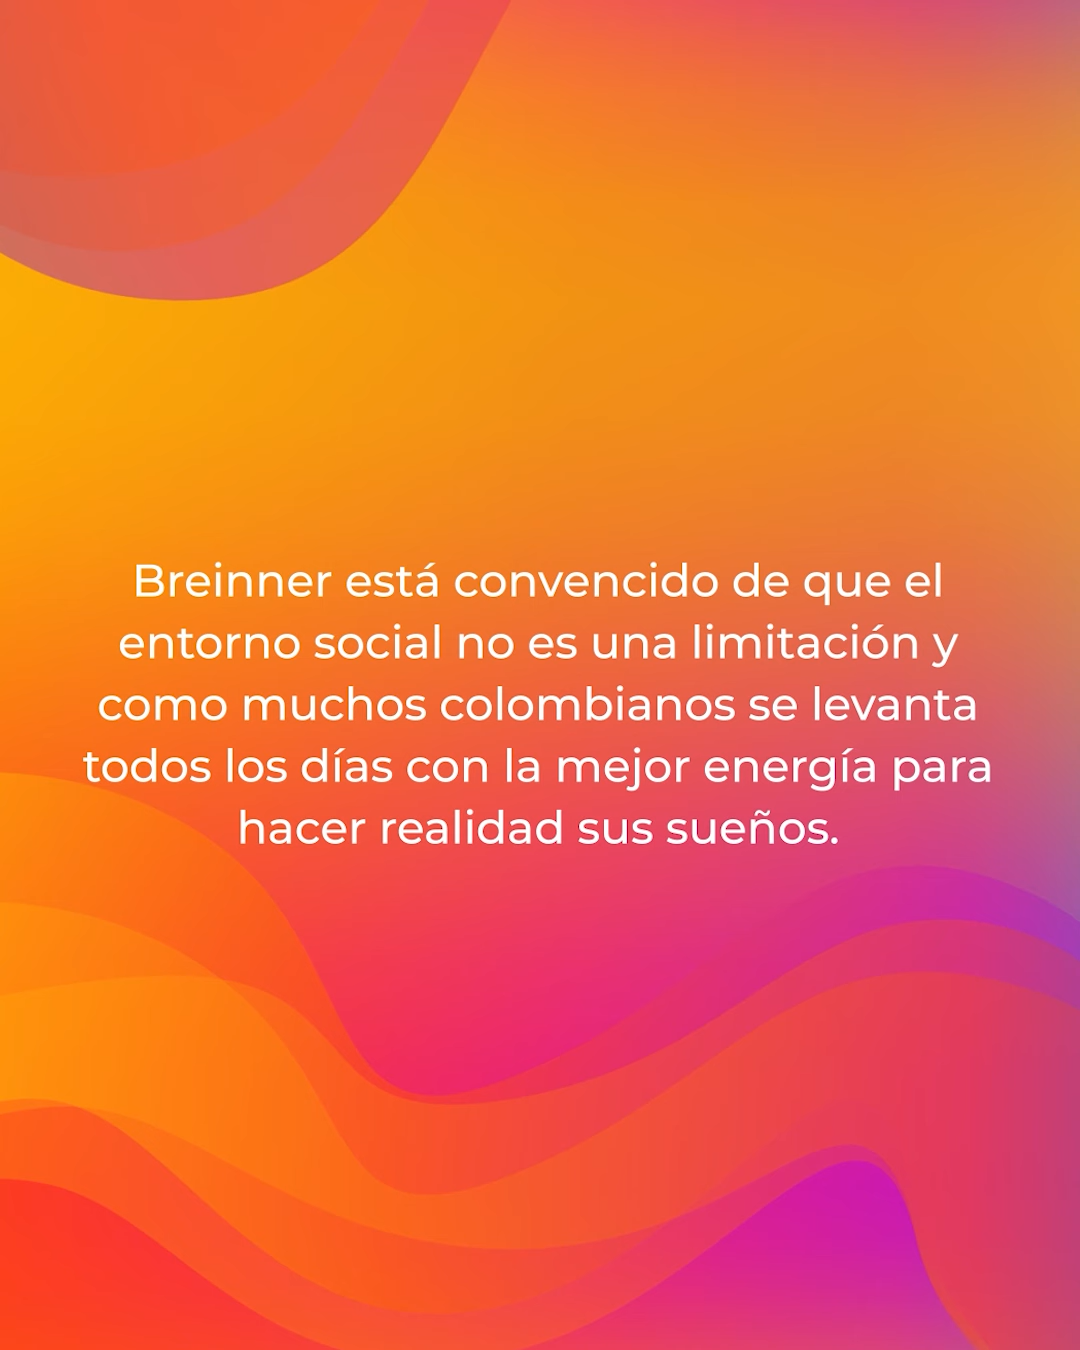 Breinner está convencido de que el
entorno social no es una limitación y
como muchos colombianos se levanta
todos los días con la mejor energía para
hacer realidad sus sueños.